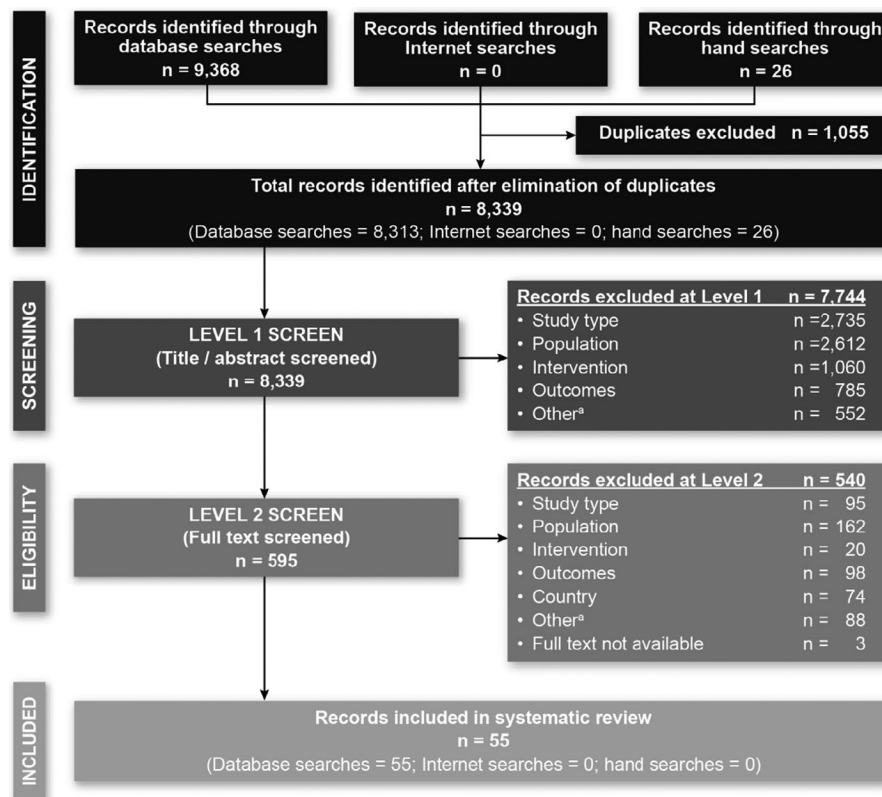 IDENTIFICATION
Records identified through
database searches
n = 9,368
Records identified through
Internet searches
n = 0
Records identified through
hand searches
n = 26
Duplicates excluded n = 1,055
Total records identified after elimination of duplicates
n = 8,339
(Database searches = 8,313; Internet searches = 0; hand searches = 26)
SCREENING
LEVEL 1 SCREEN
(Title / abstract screened)
n = 8,339
Records excluded at Level 1 n = 7,744
• Study type n =2,735
• Population n =2,612
• Intervention n =1,060
• Outcomes n = 785
• Otherᵃ n = 552
ELIGIBILITY
LEVEL 2 SCREEN
(Full text screened)
n = 595
Records excluded at Level 2 n = 540
• Study type n = 95
• Population n = 162
• Intervention n = 20
• Outcomes n = 98
• Country n = 74
• Otherᵃ n = 88
• Full text not available n = 3
INCLUDED
Records included in systematic review
n = 55
(Database searches = 55; Internet searches = 0; hand searches = 0)